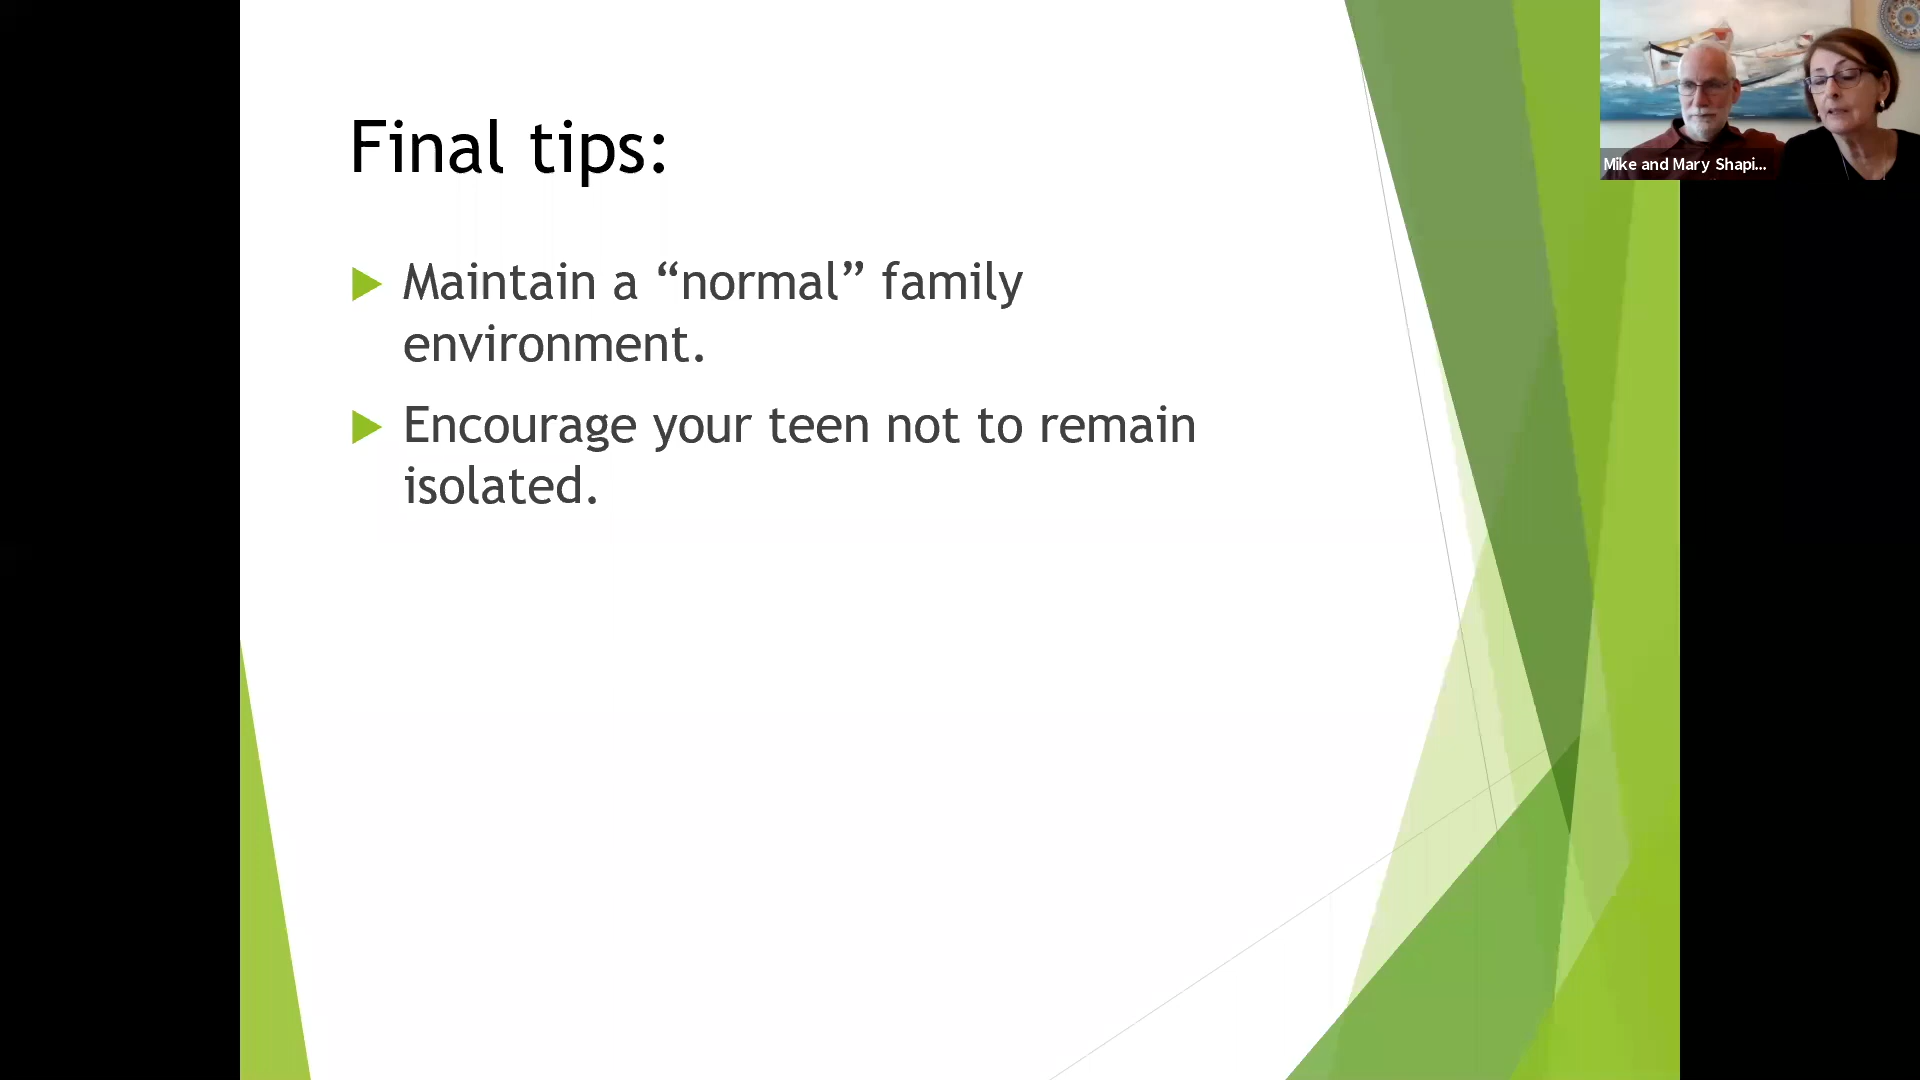 Final tips:
Maintain a “normal” family
environment.
Encourage your teen not to remain
isolated.
Mike and Mary Shapi...